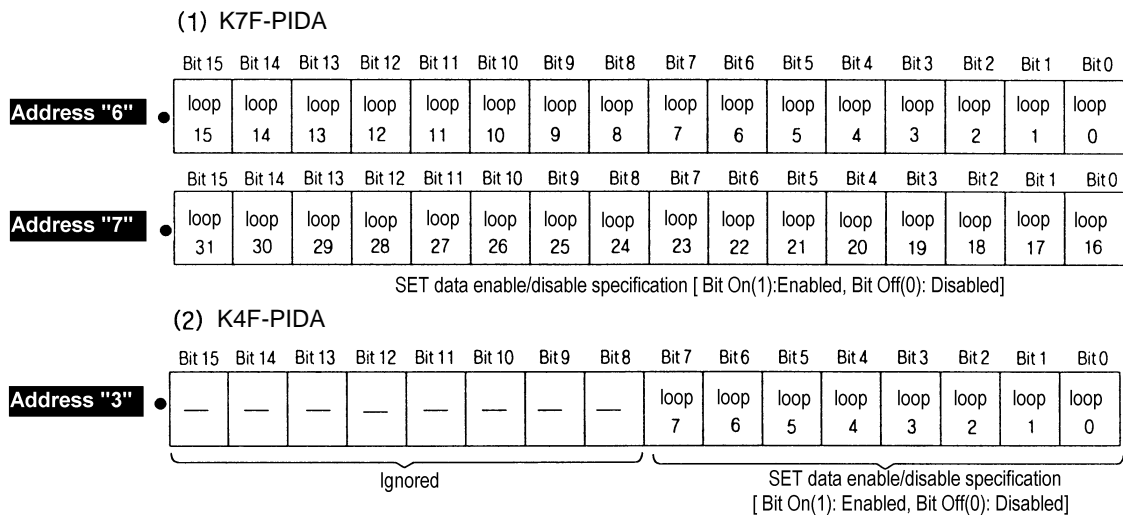 (1) K7F-PIDA
Bit 15 Bit 14 Bit 13 Bit 12 Bit 11 Bit 10 Bit 9 Bit 8 Bit 7 Bit 6 Bit 5 Bit 4 Bit 3 Bit 2 Bit 1 Bit 0
Address "6" ● loop loop loop loop loop loop loop loop loop loop loop loop loop loop loop loop
15 14 13 12 11 10 9 8 7 6 5 4 3 2 1 0
Bit 15 Bit 14 Bit 13 Bit 12 Bit 11 Bit 10 Bit 9 Bit 8 Bit 7 Bit 6 Bit 5 Bit 4 Bit 3 Bit 2 Bit 1 Bit 0
Address "7" ● loop loop loop loop loop loop loop loop loop loop loop loop loop loop loop loop
31 30 29 28 27 26 25 24 23 22 21 20 19 18 17 16
SET data enable/disable specification [ Bit On(1):Enabled, Bit Off(0): Disabled]
(2) K4F-PIDA
Bit 15 Bit 14 Bit 13 Bit 12 Bit 11 Bit 10 Bit 9 Bit 8 Bit 7 Bit 6 Bit 5 Bit 4 Bit 3 Bit 2 Bit 1 Bit 0
Address "3" ● — — — — — — — — loop loop loop loop loop loop loop loop
7 6 5 4 3 2 1 0
Ignored
SET data enable/disable specification
[ Bit On(1): Enabled, Bit Off(0): Disabled]